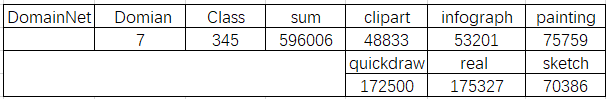 DomainNet Domian Class sum clipart infograph painting
7 345 596006 48833 53201 75759
quickdraw real sketch
172500 175327 70386